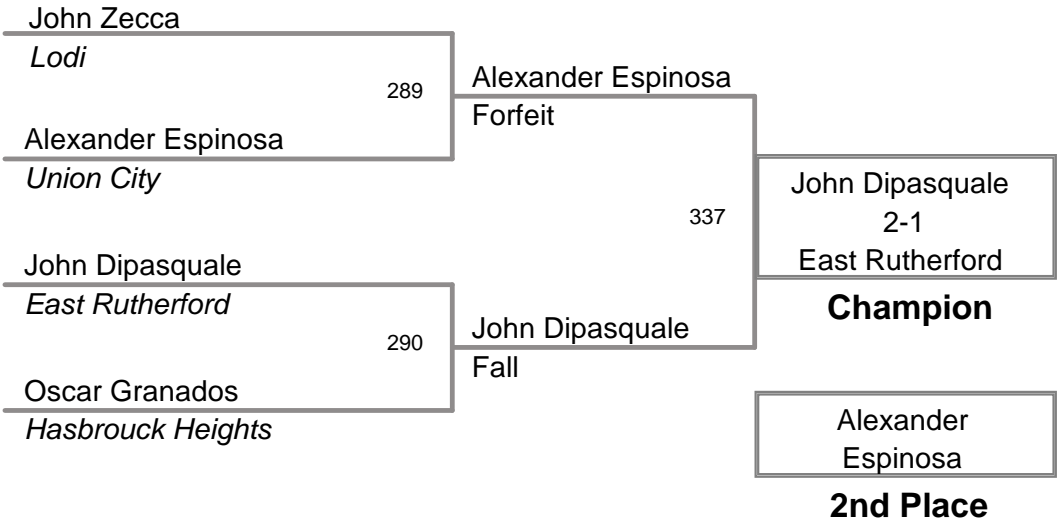 John Zecca
Lodi
289
Alexander Espinosa
Forfeit
Alexander Espinosa
Union City
John Dipasquale
2-1
East Rutherford
337
Champion
John Dipasquale
East Rutherford
290
John Dipasquale
Fall
Oscar Granados
Hasbrouck Heights
Alexander
Espinosa
2nd Place